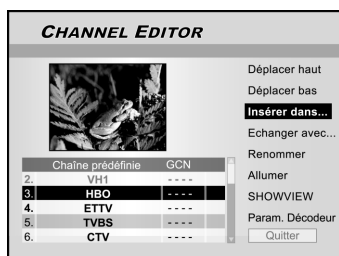 CHANNEL EDITOR
Déplacer haut
Déplacer bas
Insérer dans...
Echanger avec...
Renommer
Allumer
SHOWVIEW
Param. Décodeur
Quitter
Chaîne prédéfinie GCN
2. VH1 - - - -
3. HBO - - - -
4. ETTV - - - -
5. TVBS - - - -
6. CTV - - - -